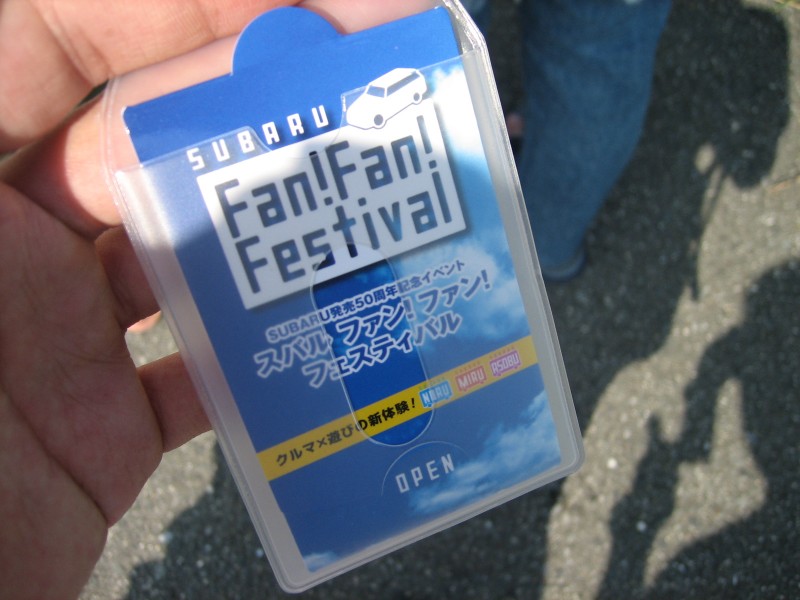 SUBARU
Fan!Fan!
Festival
SUBARU発売50周年記念イベント
スバル ファン! ファン!
フェスティバル
クルマ×遊びの新体験! NORU MIRU ASOBU
OPEN